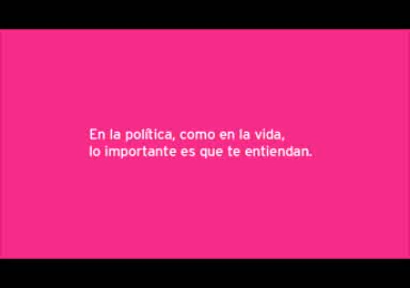 En la política, como en la vida,
lo importante es que te entiendan.